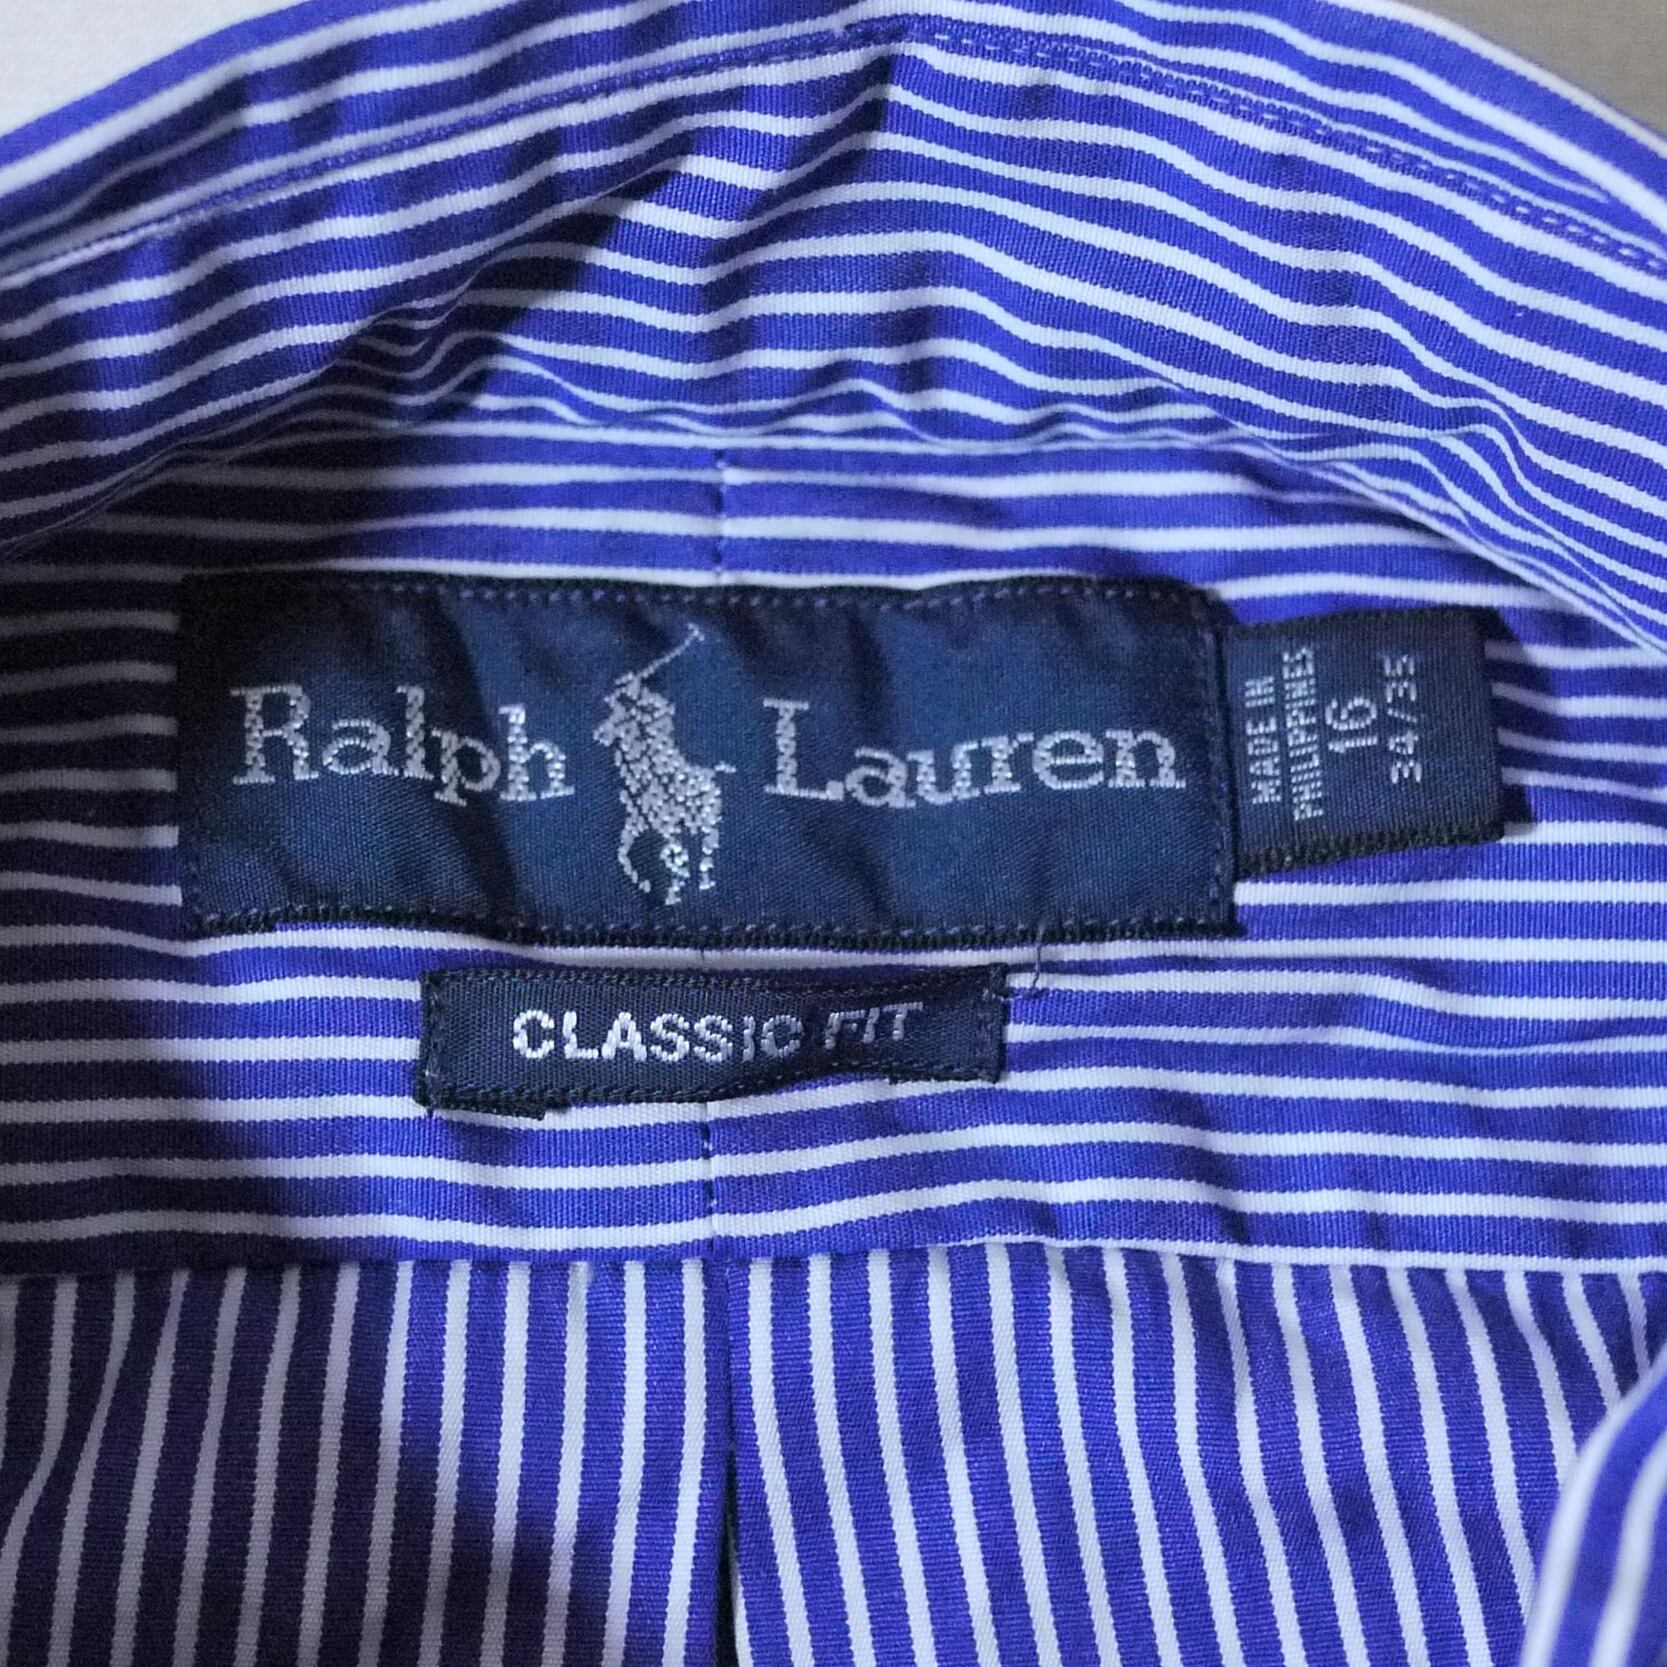 Ralph Lauren
MADE IN
PHILIPPINES
16
34/35
CLASSIC FIT